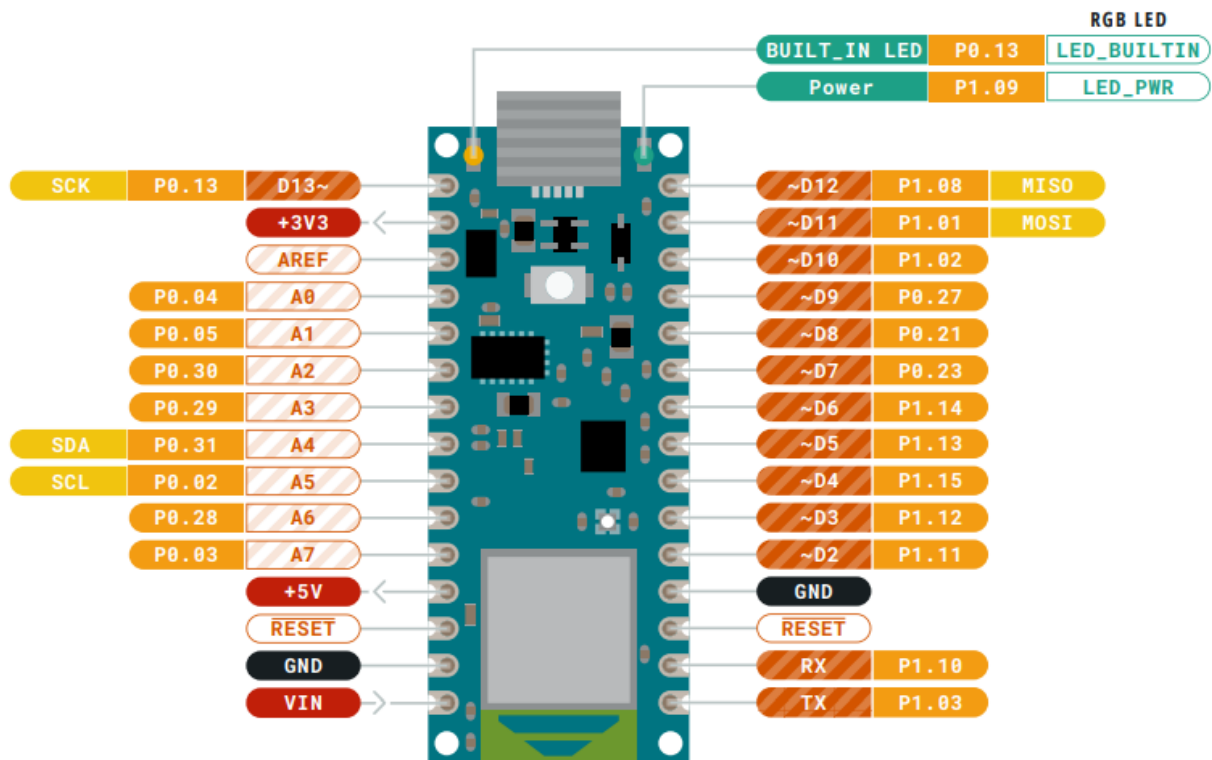 RGB LED
BUILT_IN LED P0.13 LED_BUILTIN
Power P1.09 LED_PWR
SCK P0.13 D13~
+3V3
AREF
P0.04 A0
P0.05 A1
P0.30 A2
P0.29 A3
SDA P0.31 A4
SCL P0.02 A5
P0.28 A6
P0.03 A7
+5V
RESET
GND
VIN
~D12 P1.08 MISO
~D11 P1.01 MOSI
~D10 P1.02
~D9 P0.27
~D8 P0.21
~D7 P0.23
~D6 P1.14
~D5 P1.13
~D4 P1.15
~D3 P1.12
~D2 P1.11
GND
RESET
RX P1.10
TX P1.03